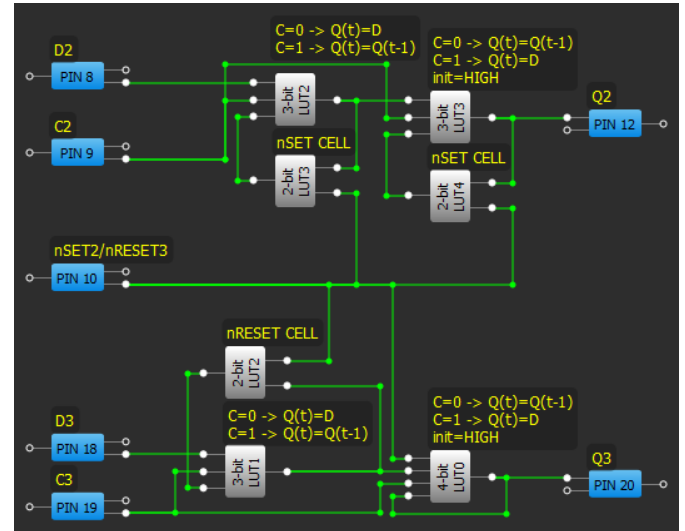 D2
PIN 8
C2
PIN 9
C=0 -> Q(t)=D
C=1 -> Q(t)=Q(t-1)
3-bit
LUT2
nSET CELL
2-bit
LUT3
C=0 -> Q(t)=Q(t-1)
C=1 -> Q(t)=D
init=HIGH
3-bit
LUT3
nSET CELL
2-bit
LUT4
Q2
PIN 12
nSET2/nRESET3
PIN 10
nRESET CELL
2-bit
LUT2
D3
PIN 18
C3
PIN 19
C=0 -> Q(t)=D
C=1 -> Q(t)=Q(t-1)
3-bit
LUT1
C=0 -> Q(t)=Q(t-1)
C=1 -> Q(t)=D
init=HIGH
4-bit
LUT0
Q3
PIN 20